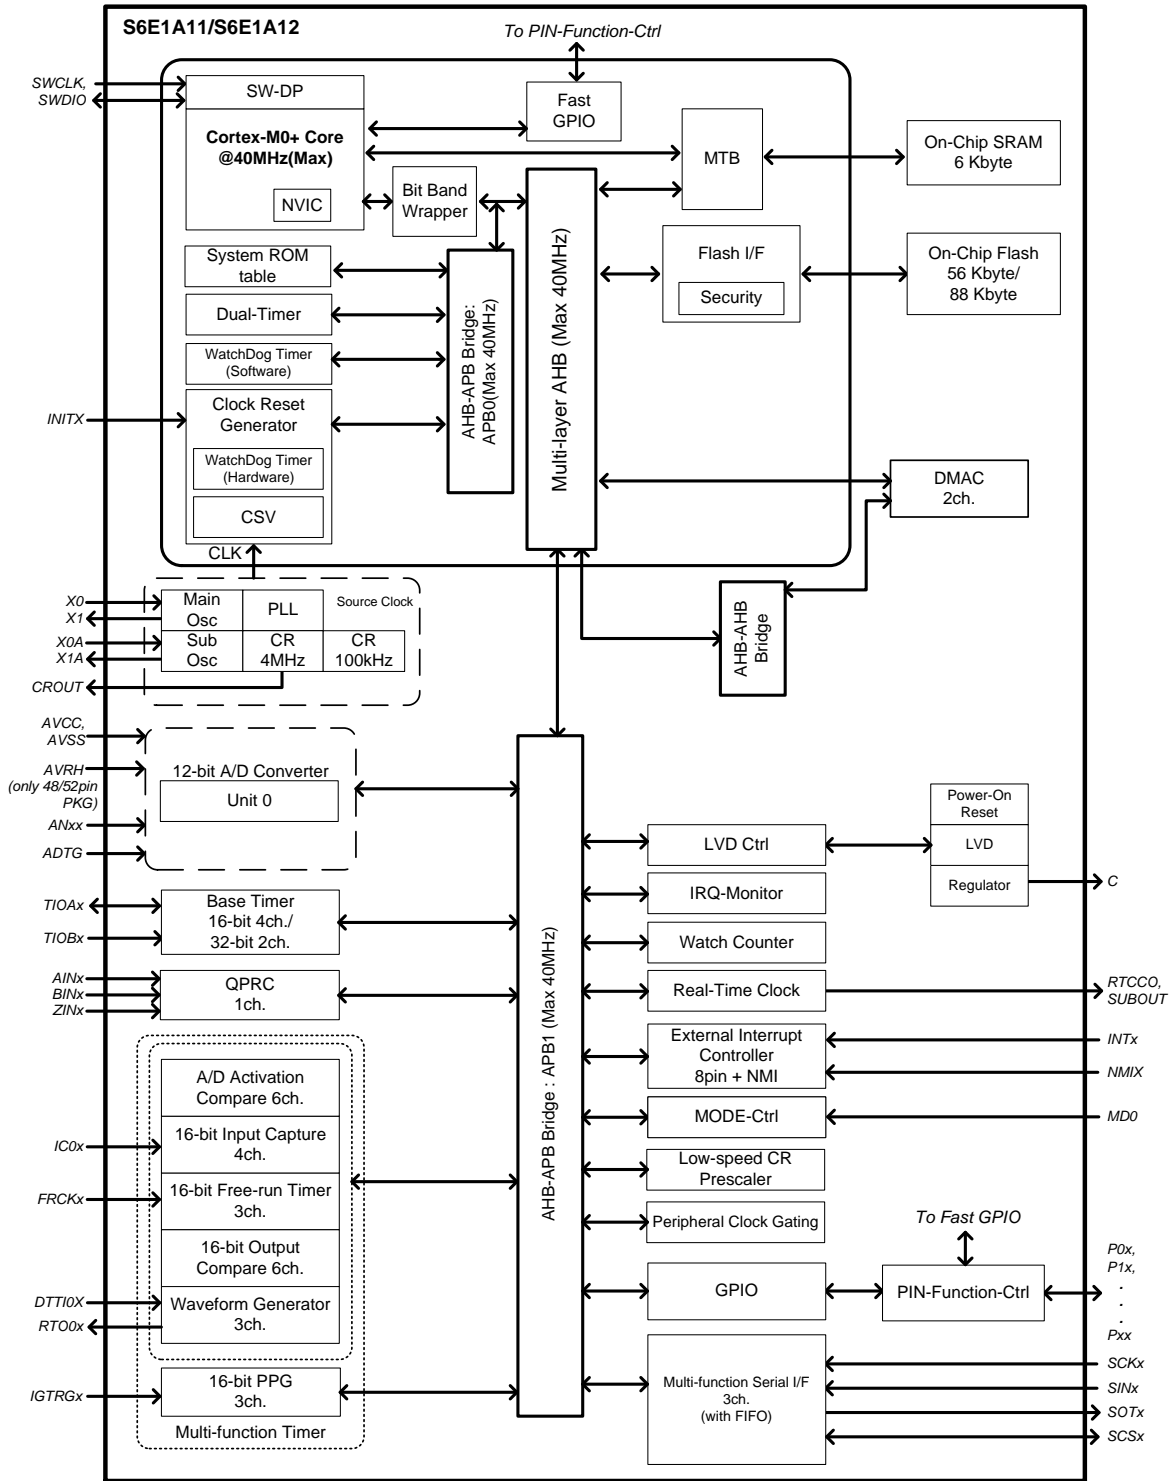 S6E1A11/S6E1A12
To PIN-Function-Ctrl
SWCLK,
SWDIO
SW-DP
Cortex-M0+ Core
@40MHz(Max)
NVIC
Fast
GPIO
Bit Band
Wrapper
MTB
On-Chip SRAM
6 Kbyte
Flash I/F
Security
On-Chip Flash
56 Kbyte/
88 Kbyte
System ROM
table
Dual-Timer
WatchDog Timer
(Software)
INITX
Clock Reset
Generator
WatchDog Timer
(Hardware)
CSV
CLK
AHB-APB Bridge:
APB0(Max 40MHz)
Multi-layer AHB (Max 40MHz)
DMAC
2ch.
AHB-AHB
Bridge
X0
X1
X0A
X1A
CROUT
Main
Osc
PLL
Source Clock
Sub
Osc
CR
4MHz
CR
100kHz
AVCC,
AVSS
AVRH
(only 48/52pin
PKG)
ANxx
ADTG
12-bit A/D Converter
Unit 0
TIOAx
TIOBx
Base Timer
16-bit 4ch./
32-bit 2ch.
AINx
BINx
ZINx
QPRC
1ch.
A/D Activation
Compare 6ch.
IC0x
16-bit Input Capture
4ch.
FRCKx
16-bit Free-run Timer
3ch.
16-bit Output
Compare 6ch.
DTTI0X
RTO0x
Waveform Generator
3ch.
IGTRGx
16-bit PPG
3ch.
Multi-function Timer
AHB-APB Bridge : APB1 (Max 40MHz)
LVD Ctrl
Power-On
Reset
LVD
Regulator
C
IRQ-Monitor
Watch Counter
Real-Time Clock
RTCCO,
SUBOUT
External Interrupt
Controller
8pin + NMI
INTx
NMIX
MODE-Ctrl
MD0
Low-speed CR
Prescaler
Peripheral Clock Gating
To Fast GPIO
GPIO
PIN-Function-Ctrl
P0x,
P1x,
.
.
.
Pxx
Multi-function Serial I/F
3ch.
(with FIFO)
SCKx
SINx
SOTx
SCSx